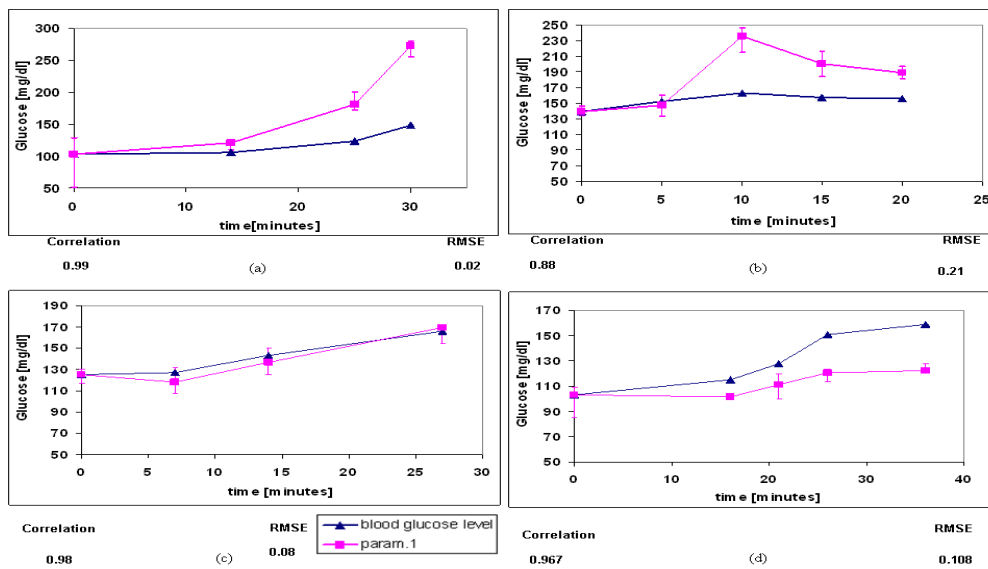 300
250
200
150
100
50
Glucose [mg/dl]
0
10
20
30
time[minutes]
Correlation
RMSE
0.99
(a)
0.02
250
230
210
190
170
150
130
110
90
70
50
Glucose [mg/dl]
0
5
10
15
20
time [minutes]
Correlation
RMSE
0.88
(b)
0.21
190
170
150
130
110
90
70
50
Glucose [mg/dl]
0
5
10
15
20
25
30
time [minutes]
Correlation
RMSE
0.98
(c)
0.08
blood glucose level
param.1
170
150
130
110
90
70
50
Glucose [mg/dl]
0
10
20
30
40
time [minutes]
Correlation
RMSE
0.967
(d)
0.108